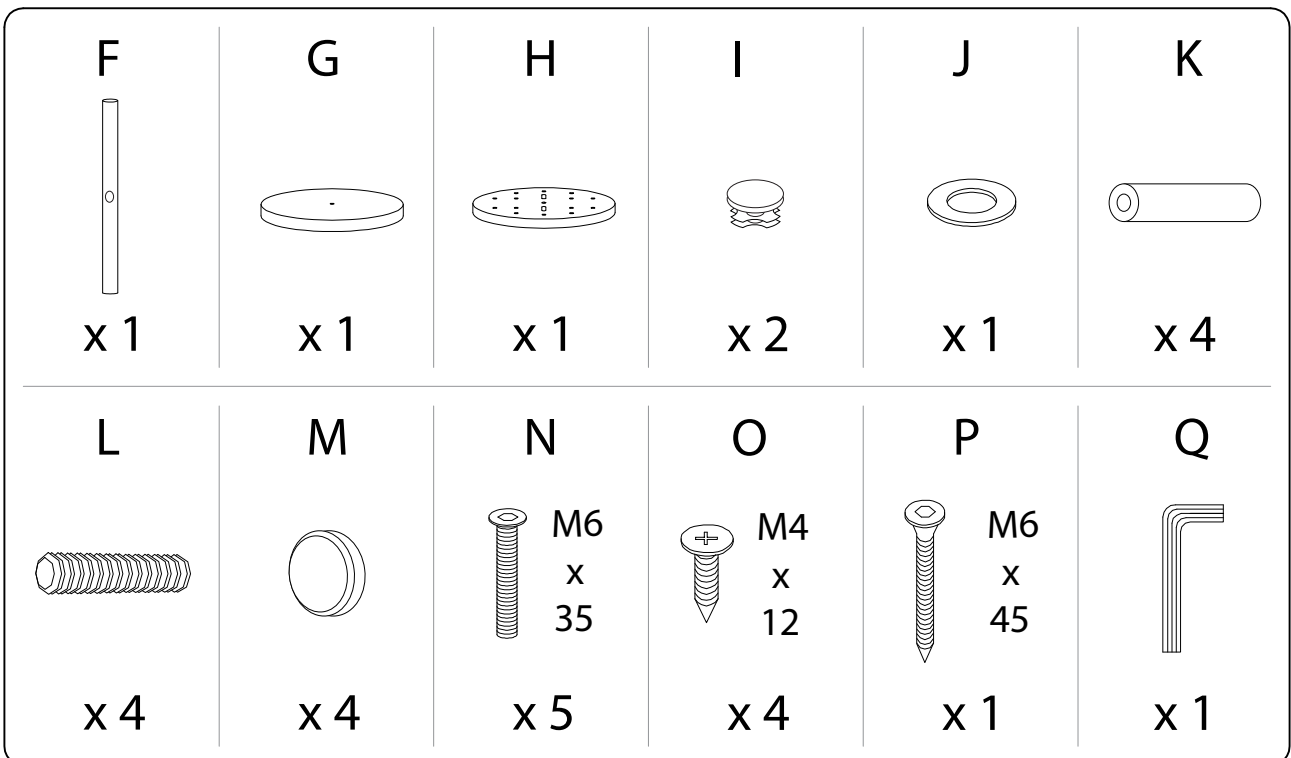 F G H I J K
x 1 x 1 x 1 x 2 x 1 x 4
L M N O P Q
M6 x 35
M4 x 12
M6 x 45
x 4 x 4 x 5 x 4 x 1 x 1